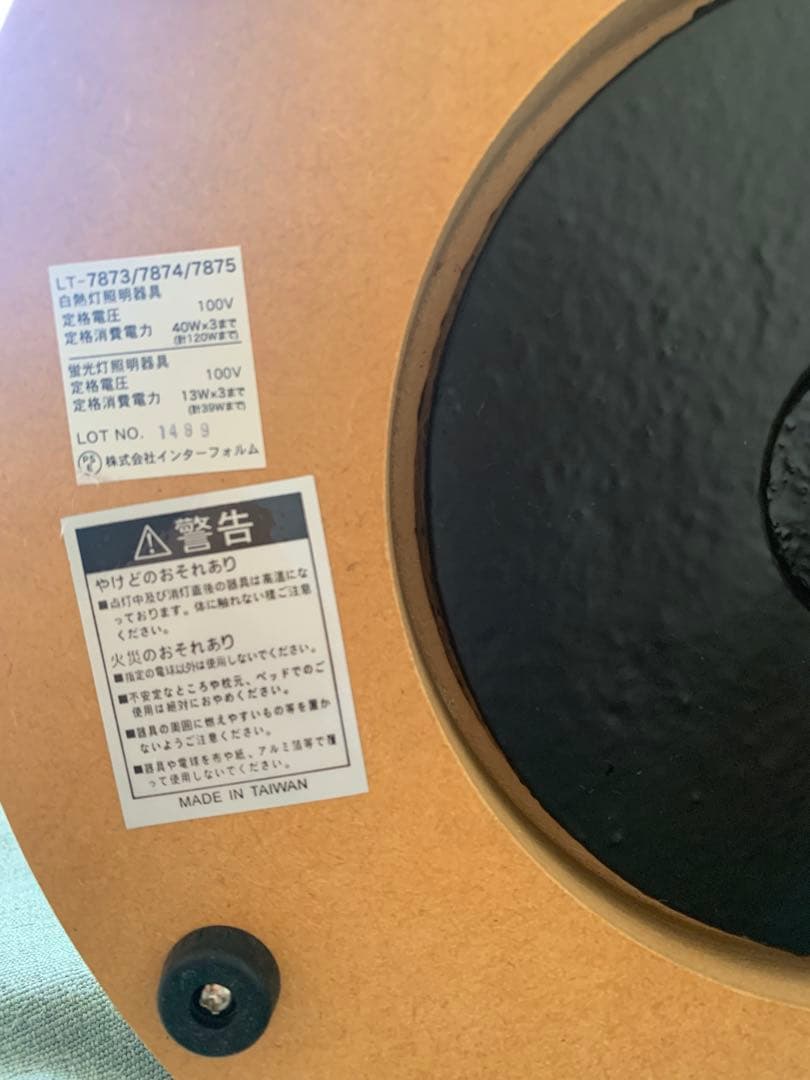 LT-7873/7874/7875
白熱灯照明器具
定格電圧 100V
定格消費電力 40W×3まで
(計120Wまで)
蛍光灯照明器具
定格電圧 100V
定格消費電力 13W×3まで
(計39Wまで)
LOT NO. 1489
PSE 株式会社インターフォルム
警告
やけどのおそれあり
■点灯中及び消灯直後の器具は高温にな
っております。体に触れない様ご注意
ください。
火災のおそれあり
■指定の電球以外は使用しないでください。
■不安定なところや枕元、ベッドでのご
使用は絶対におやめください。
■器具の周囲に燃えやすいもの等を置か
ないようご注意ください。
■器具や電球を布や紙、アルミ箔等で覆
って使用しないでください。
MADE IN TAIWAN